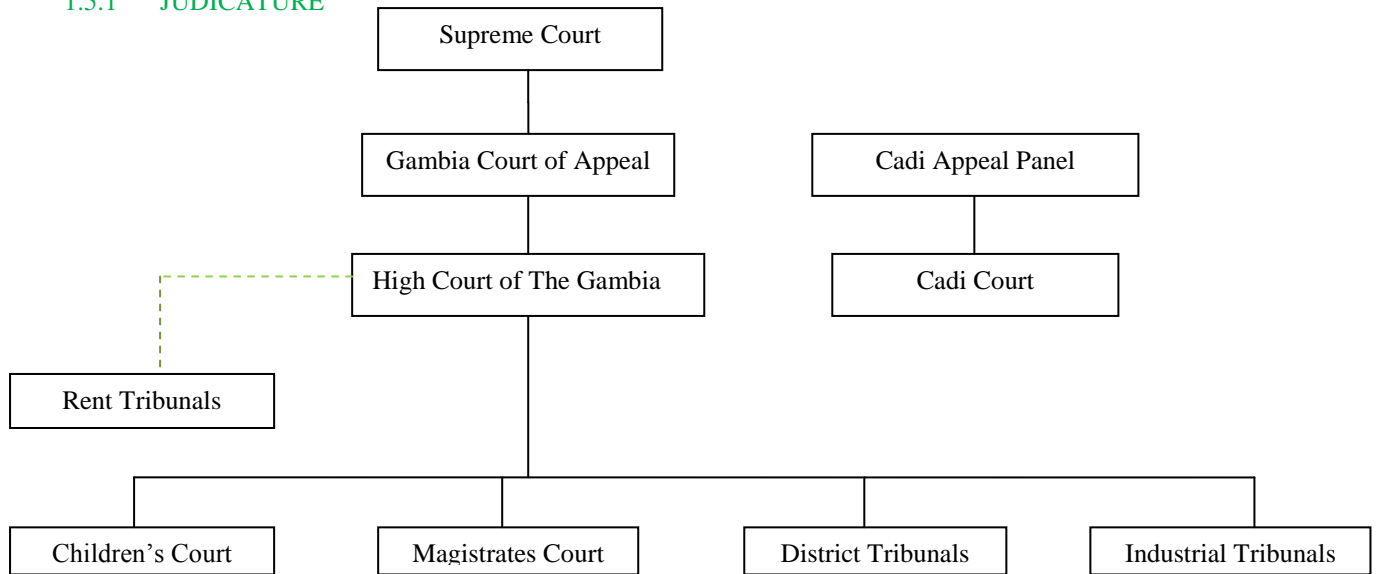 1.5.1 JUDICATURE
Supreme Court
Gambia Court of Appeal
Cadi Appeal Panel
High Court of The Gambia
Cadi Court
Rent Tribunals
Children’s Court
Magistrates Court
District Tribunals
Industrial Tribunals